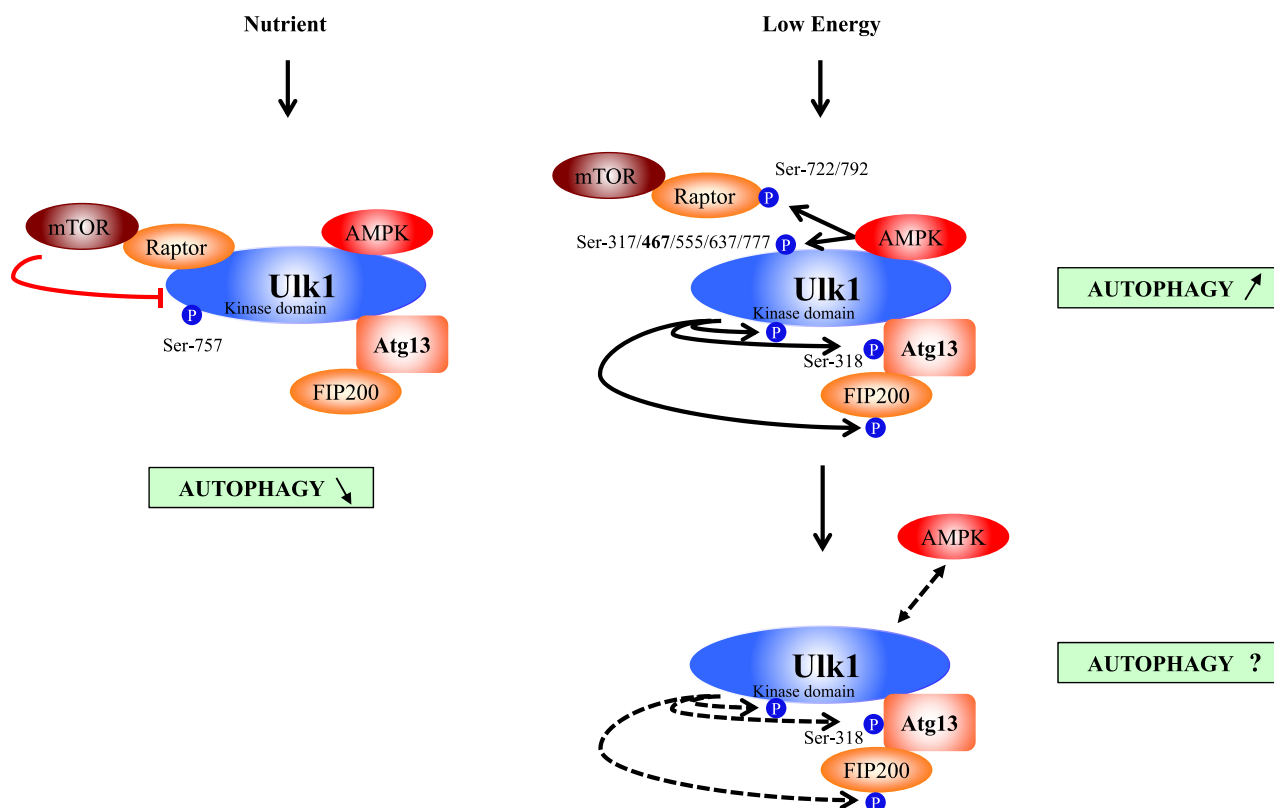 Nutrient
mTOR
Raptor
AMPK
Ulk1
Kinase domain
P
Ser-757
Atg13
FIP200
AUTOPHAGY
Low Energy
Ser-722/792
mTOR
Raptor
P
Ser-317/467/555/637/777
P
AMPK
Ulk1
Kinase domain
P
Ser-318
P
Atg13
FIP200
P
AUTOPHAGY
AMPK
Ulk1
Kinase domain
P
Ser-318
P
Atg13
FIP200
P
AUTOPHAGY ?